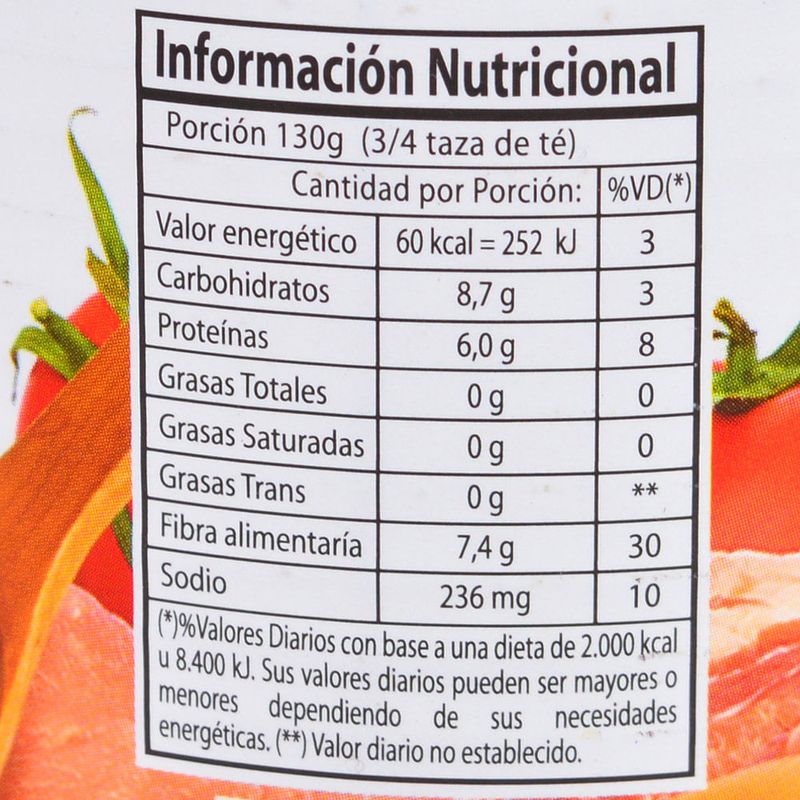 Información Nutricional
Porción 130g (3/4 taza de té)
Cantidad por Porción: %VD(*)
Valor energético 60 kcal = 252 kJ 3
Carbohidratos 8,7 g 3
Proteínas 6,0 g 8
Grasas Totales 0 g 0
Grasas Saturadas 0 g 0
Grasas Trans 0 g **
Fibra alimentaría 7,4 g 30
Sodio 236 mg 10
(*)%Valores Diarios con base a una dieta de 2.000 kcal
u 8.400 kJ. Sus valores diarios pueden ser mayores o
menores dependiendo de sus necesidades
energéticas. (**) Valor diario no establecido.